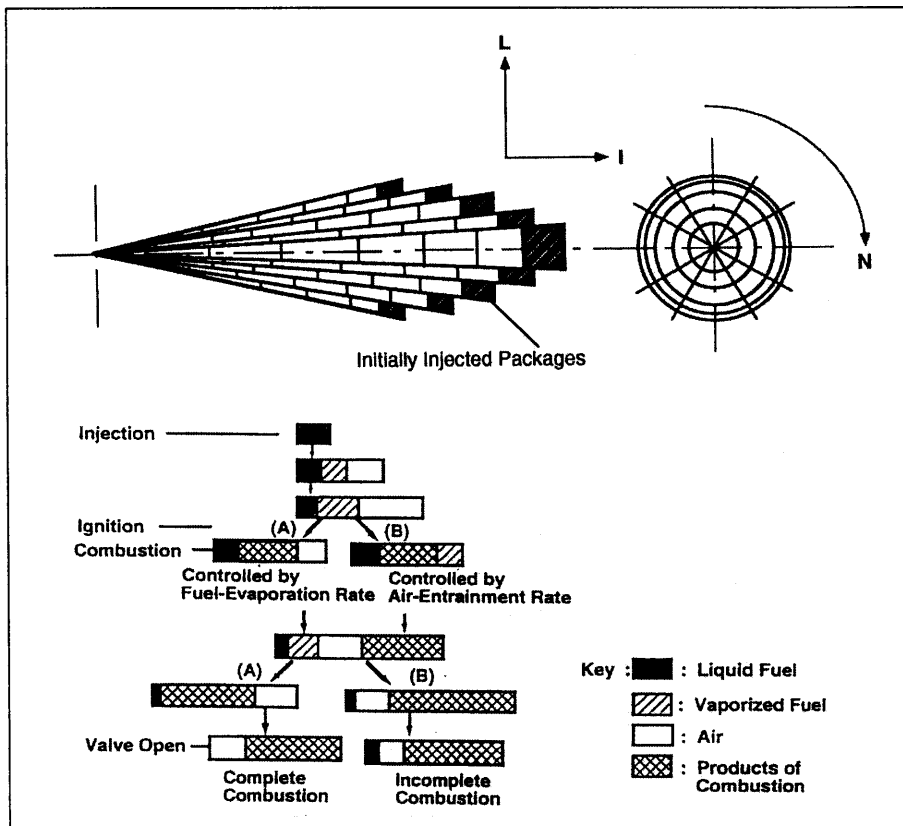 L
I
N
Initially Injected Packages
Injection
Ignition
(A)
(B)
Combustion
Controlled by
Fuel-Evaporation Rate
Controlled by
Air-Entrainment Rate
(A)
(B)
Valve Open
Complete
Combustion
Incomplete
Combustion
Key : : Liquid Fuel
: Vaporized Fuel
: Air
: Products of
Combustion